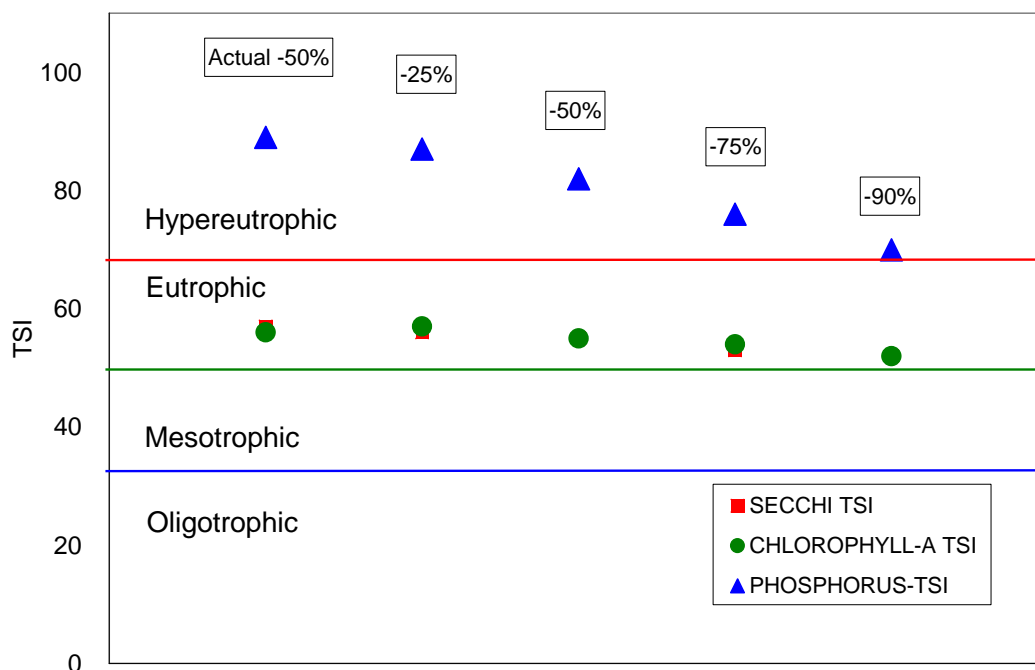 Actual -50%
-25%
-50%
-75%
-90%
100
80
60
40
20
0
TSI
Hypereutrophic
Eutrophic
Mesotrophic
Oligotrophic
SECCHI TSI
CHLOROPHYLL-A TSI
PHOSPHORUS-TSI